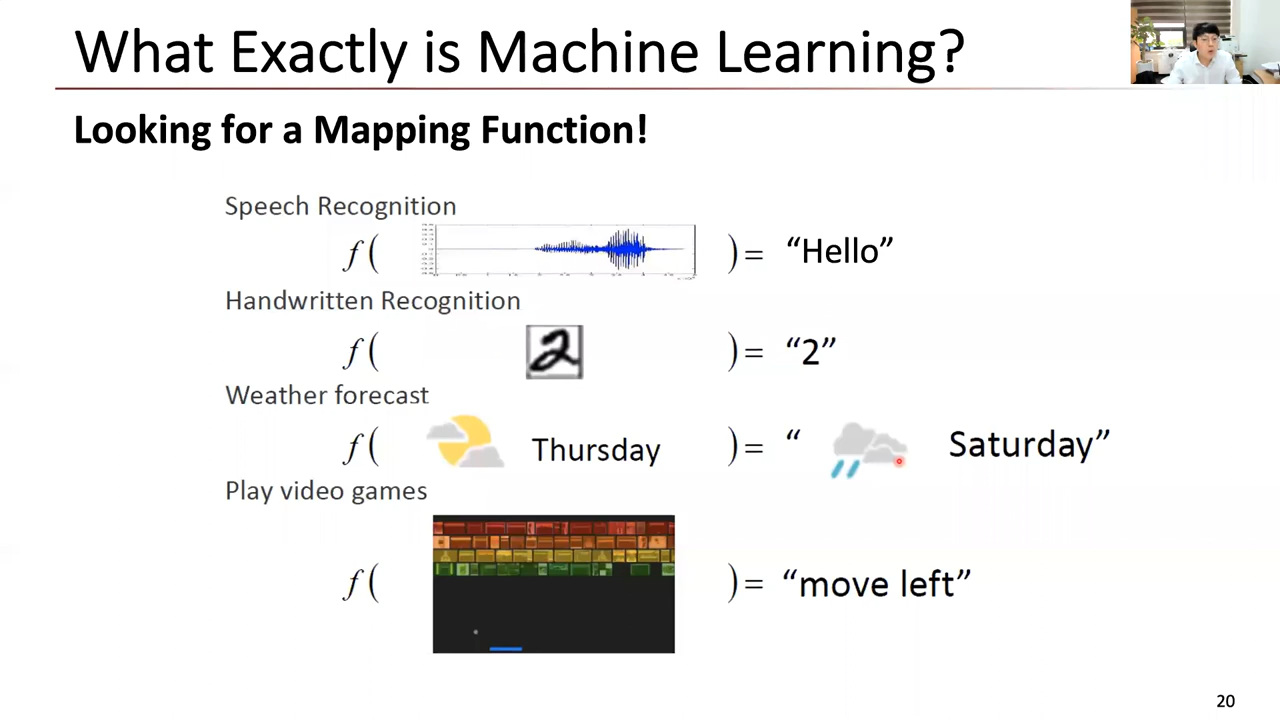 What Exactly is Machine Learning?
Looking for a Mapping Function!
Speech Recognition
f( ) = “Hello”
Handwritten Recognition
f( 2 ) = “2”
Weather forecast
f( Thursday ) = “ Saturday”
Play video games
f( ) = “move left”
20